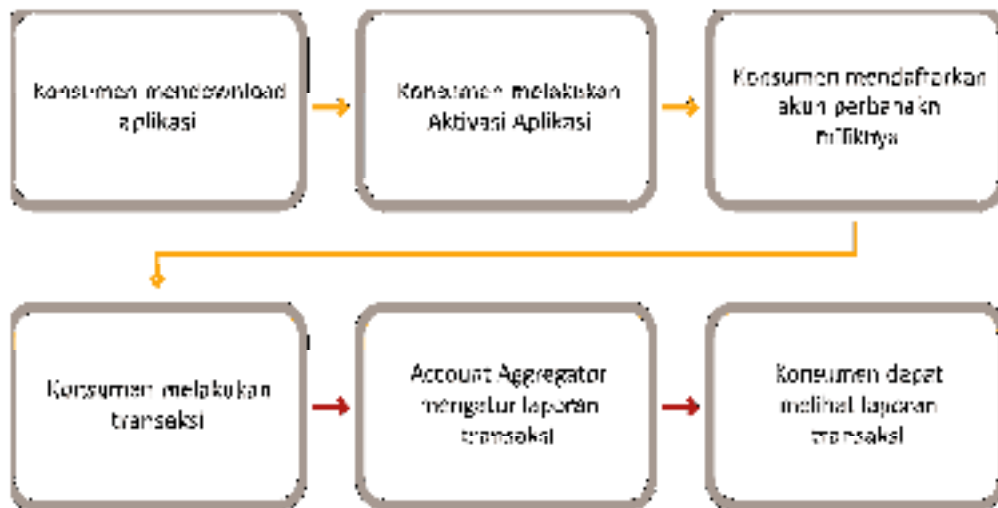 Konsumen mendownload
aplikasi
Konsumen melakukan
Aktivasi Aplikasi
Konsumen mendaftarkan
akun perbanakn
miliknya
Konsumen melakukan
transaksi
Account Aggregator
mengatur laporan
transaksi
Konsumen dapat
melihat laporan
transaksi